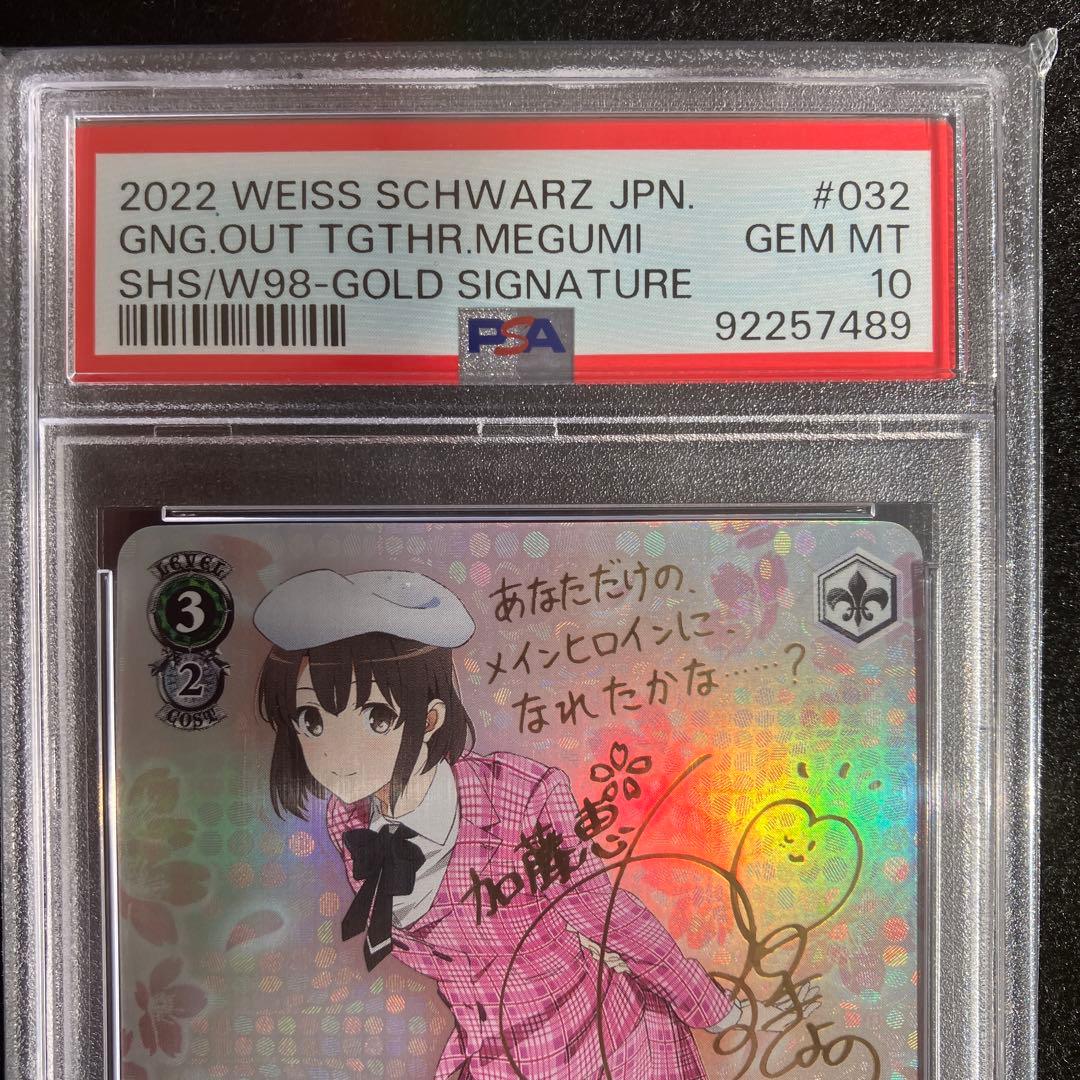 2022 WEISS SCHWARZ JPN. #032
GNG.OUT TGTHR.MEGUMI GEM MT
SHS/W98-GOLD SIGNATURE 10
PSA 92257489
LEVEL
3
2
COST
あなただけの、
メインヒロインに、
なれたかな……?
加藤恵